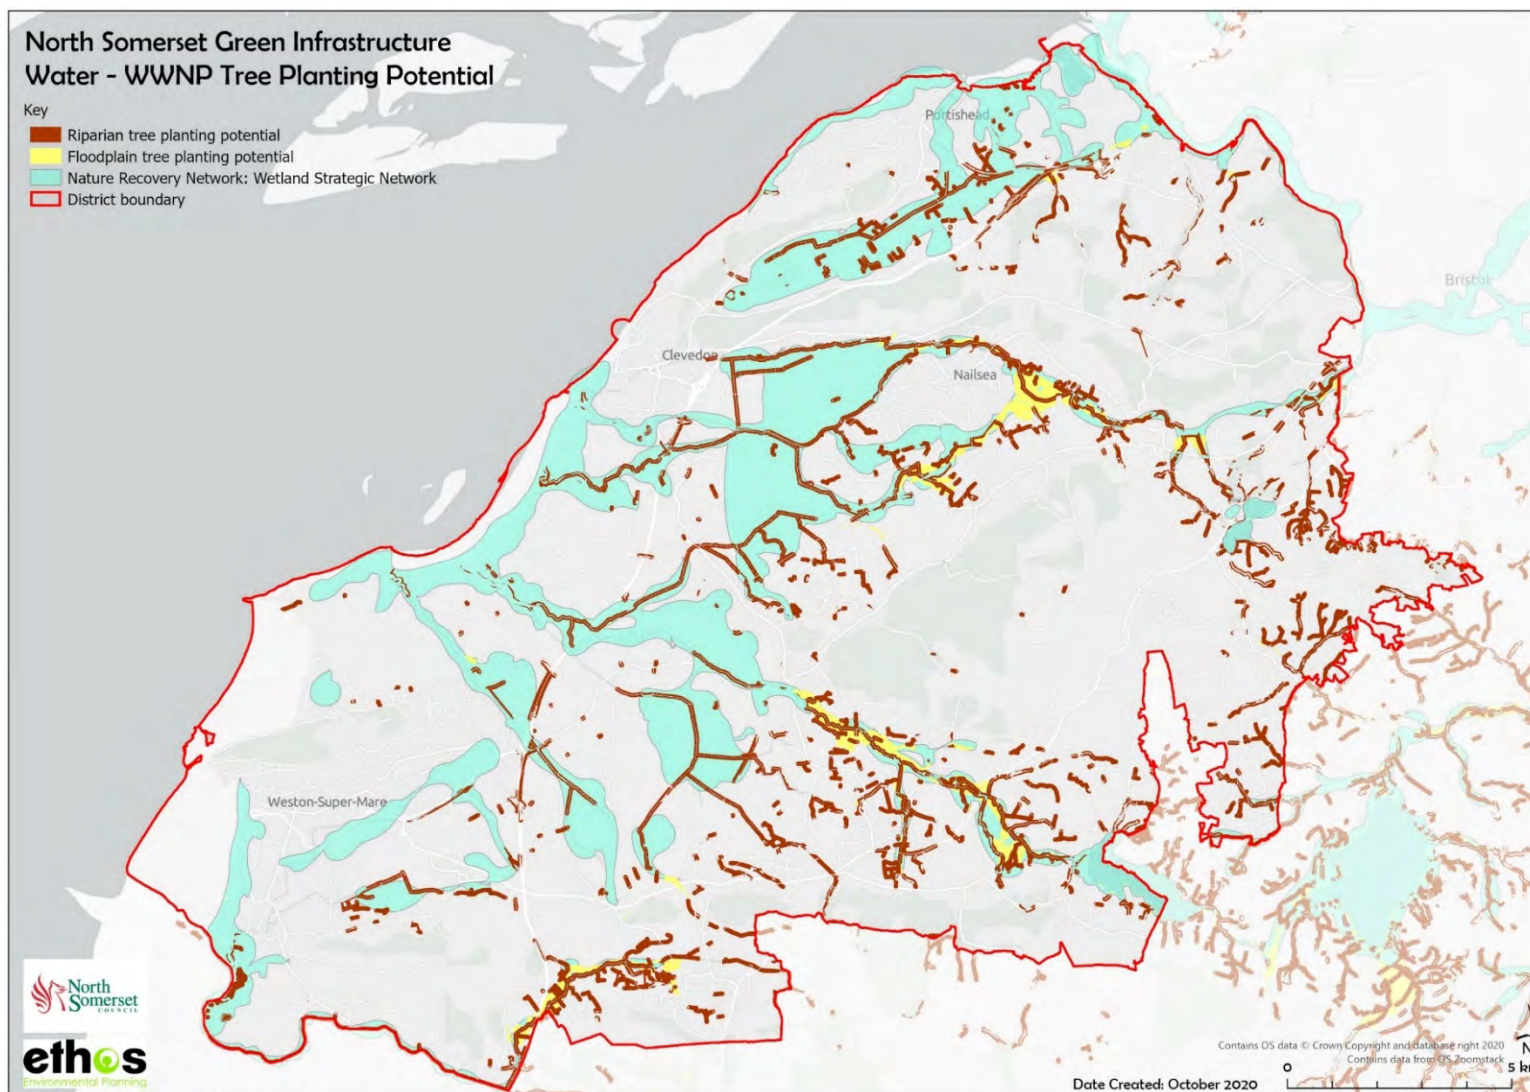 North Somerset Green Infrastructure
Water - WWNP Tree Planting Potential
Key
Riparian tree planting potential
Floodplain tree planting potential
Nature Recovery Network: Wetland Strategic Network
District boundary
Portishead
Bristol
Clevedon
Nailsea
Weston-Super-Mare
North
Somerset
COUNCIL
ethos
Environmental Planning
Contains OS data © Crown Copyright and database right 2020
Contains data from OS Zoomstack
N
0
5
Date Created: October 2020